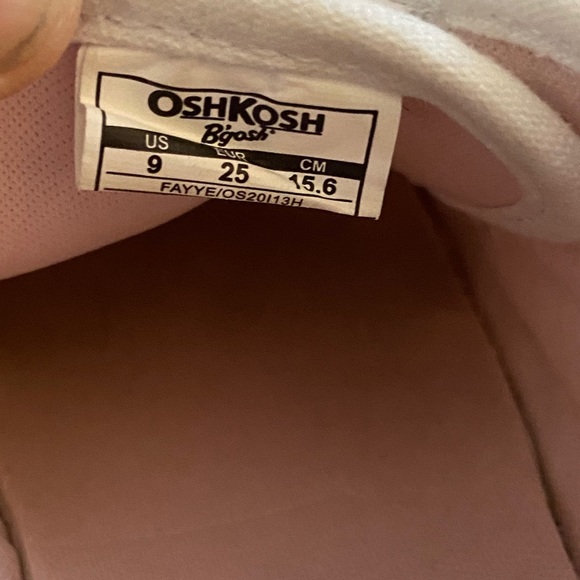 OSHKOSH
B'gosh
US EUR CM
9 25 15.6
FAYYE/OS20I13H